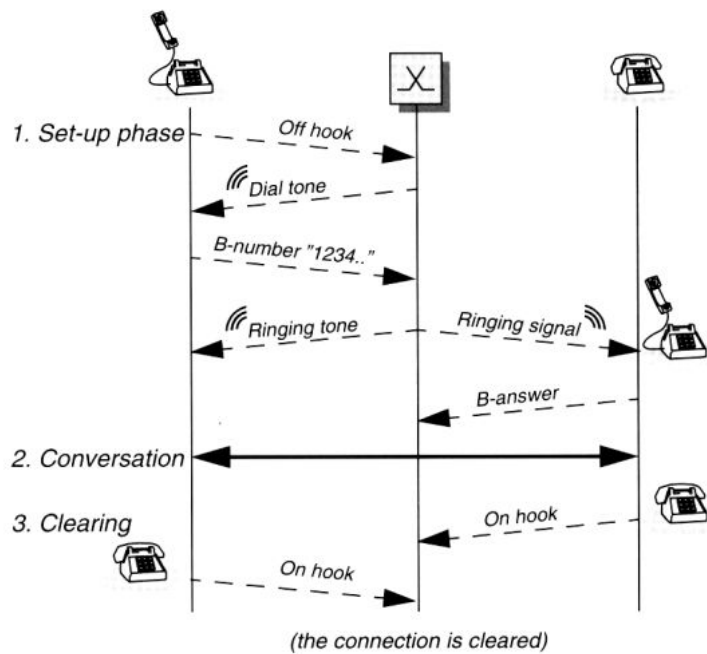 1. Set-up phase
Off hook
Dial tone
B-number "1234.."
Ringing tone
Ringing signal
B-answer
2. Conversation
3. Clearing
On hook
On hook
(the connection is cleared)